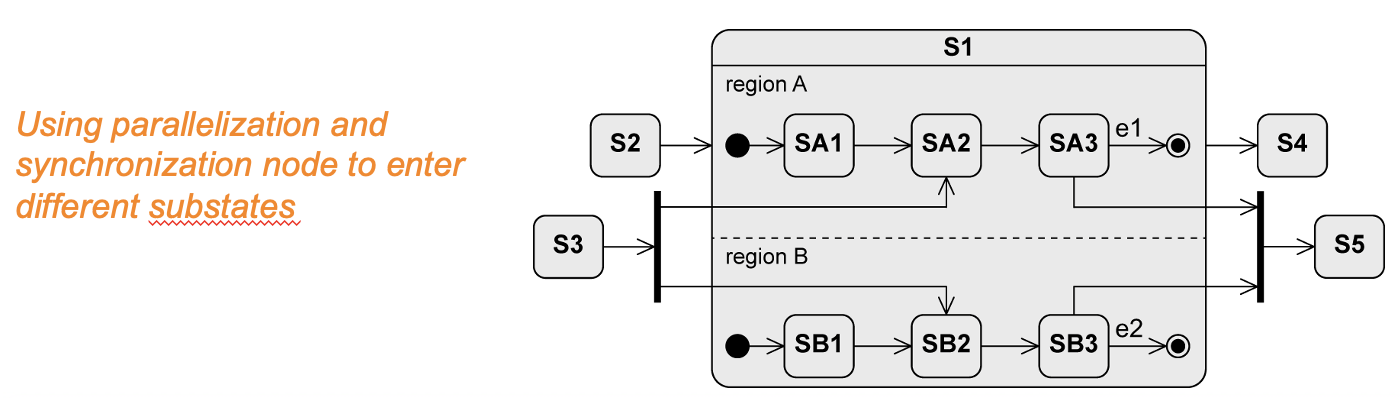 Using parallelization and
synchronization node to enter
different substates
S1
region A
S2
SA1
SA2
SA3
e1
S4
S3
S5
region B
SB1
SB2
SB3
e2